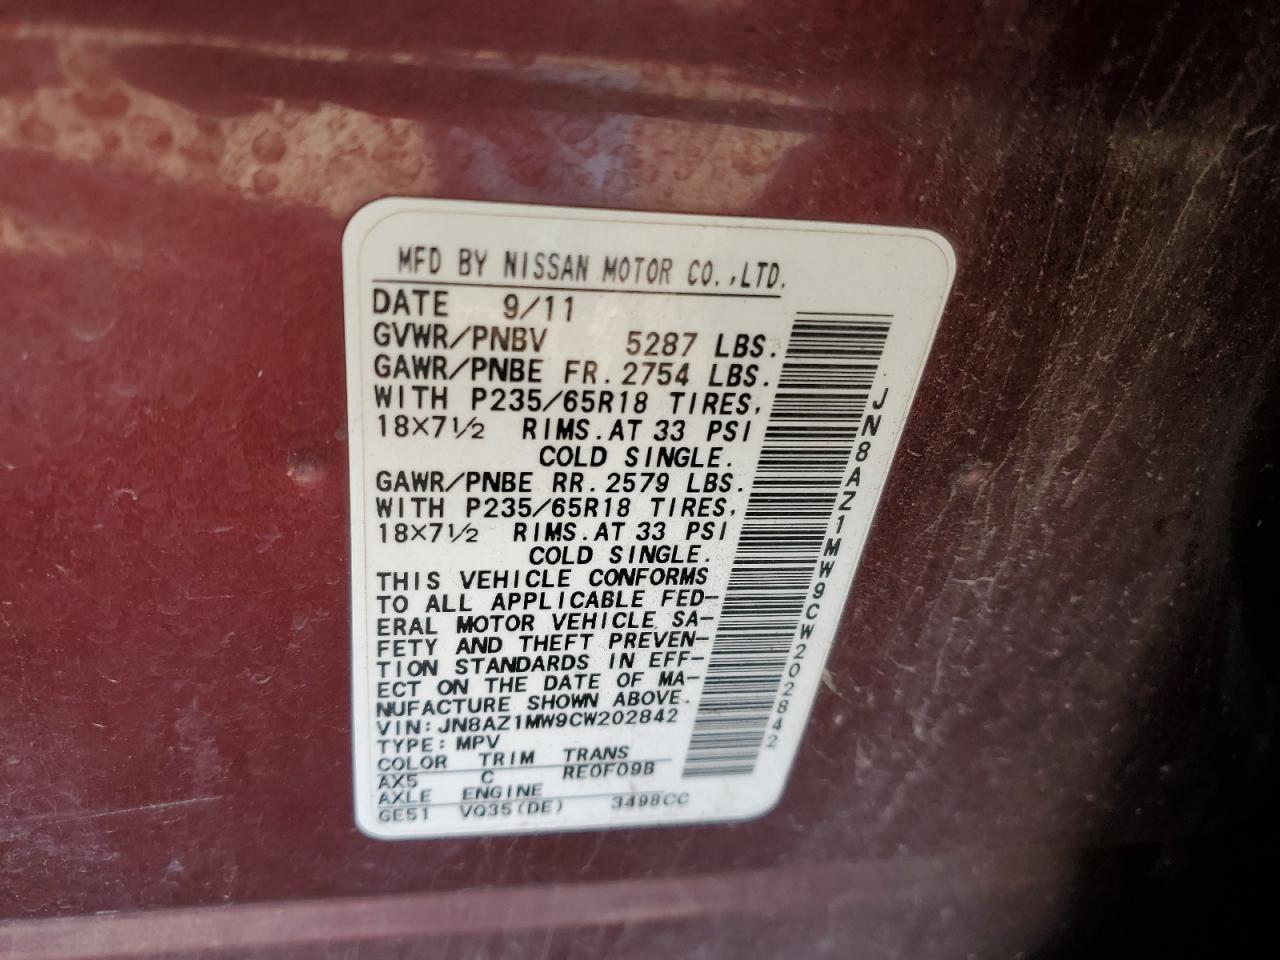 MFD BY NISSAN MOTOR CO.,LTD.
DATE 9/11
GVWR/PNBV 5287 LBS.
GAWR/PNBE FR. 2754 LBS.
WITH P235/65R18 TIRES,
18×7½ RIMS. AT 33 PSI
COLD SINGLE.
GAWR/PNBE RR. 2579 LBS.
WITH P235/65R18 TIRES,
18×7½ RIMS. AT 33 PSI
COLD SINGLE.
THIS VEHICLE CONFORMS
TO ALL APPLICABLE FED-
ERAL MOTOR VEHICLE SA-
FETY AND THEFT PREVEN-
TION STANDARDS IN EFF-
ECT ON THE DATE OF MA-
NUFACTURE SHOWN ABOVE.
VIN: JN8AZ1MW9CW202842
TYPE: MPV
COLOR TRIM TRANS
AX5 C RE0F09B
AXLE ENGINE
GE51 VQ35(DE) 3498CC
JN8AZ1MW9CW202842